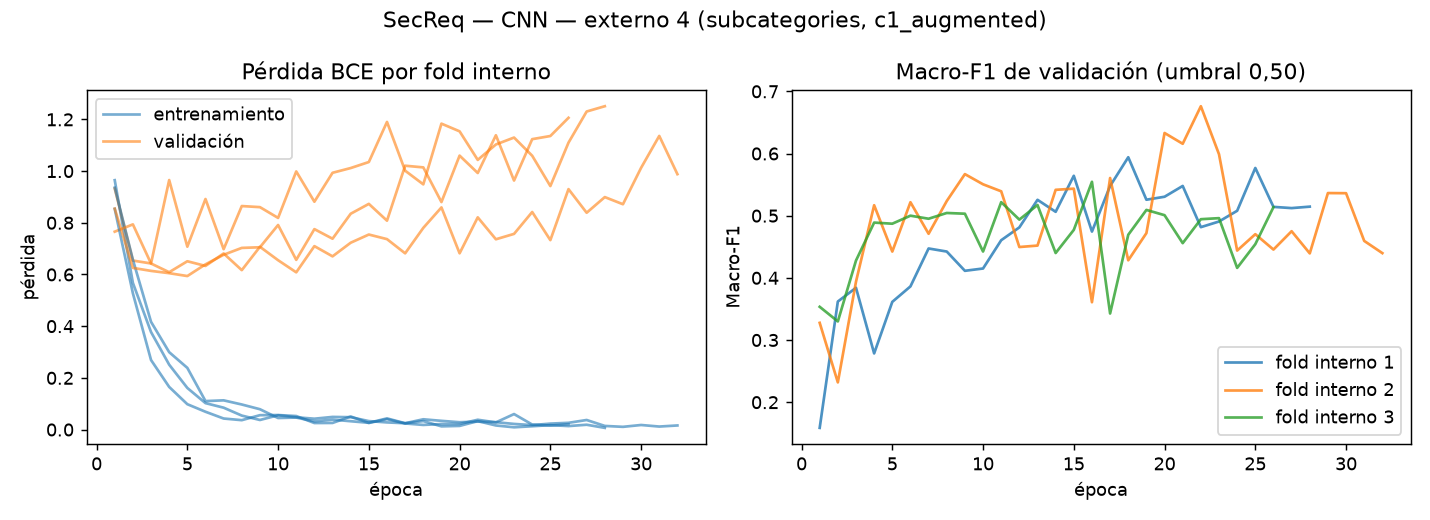 SecReq — CNN — externo 4 (subcategories, c1_augmented)
Pérdida BCE por fold interno
entrenamiento
validación
pérdida
1.2
1.0
0.8
0.6
0.4
0.2
0.0
0 5 10 15 20 25 30
época
Macro-F1 de validación (umbral 0,50)
Macro-F1
0.7
0.6
0.5
0.4
0.3
0.2
fold interno 1
fold interno 2
fold interno 3
0 5 10 15 20 25 30
época